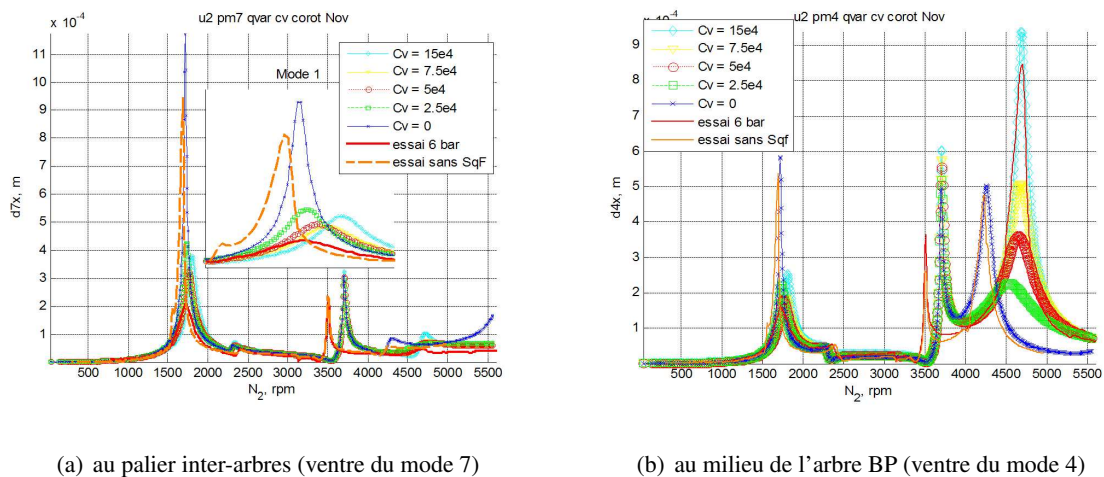 u2 pm7 qvar cv corot Nov
x 10⁻⁴
11
10
9
8
7
6
5
4
3
2
1
d7x, m
Cv = 15e4
Cv = 7.5e4
Cv = 5e4
Cv = 2.5e4
Cv = 0
essai 6 bar
essai sans SqF
Mode 1
500 1000 1500 2000 2500 3000 3500 4000 4500 5000 5500
N₂, rpm
(a) au palier inter-arbres (ventre du mode 7)
u2 pm4 qvar cv corot Nov
x 10⁻⁴
9
8
7
6
5
4
3
2
1
d4x, m
Cv = 15e4
Cv = 7.5e4
Cv = 5e4
Cv = 2.5e4
Cv = 0
essai 6 bar
essai sans Sqf
500 1000 1500 2000 2500 3000 3500 4000 4500 5000 5500
N₂, rpm
(b) au milieu de l'arbre BP (ventre du mode 4)